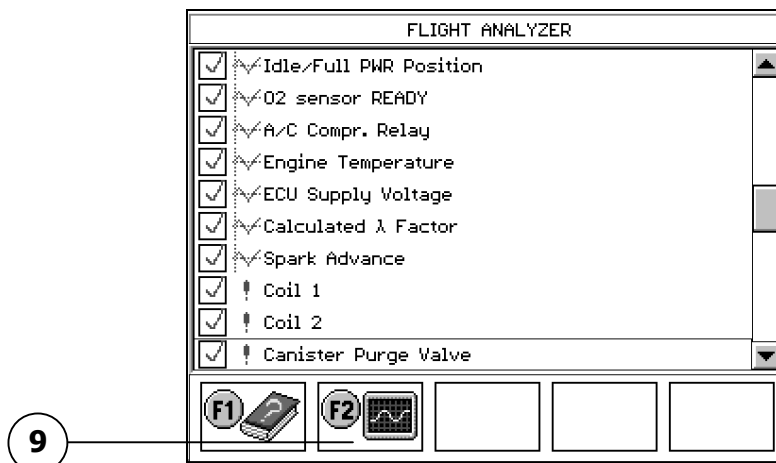 FLIGHT ANALYZER
Idle/Full PWR Position
O2 sensor READY
A/C Compr. Relay
Engine Temperature
ECU Supply Voltage
Calculated λ Factor
Spark Advance
Coil 1
Coil 2
Canister Purge Valve
F1 ? F2
9